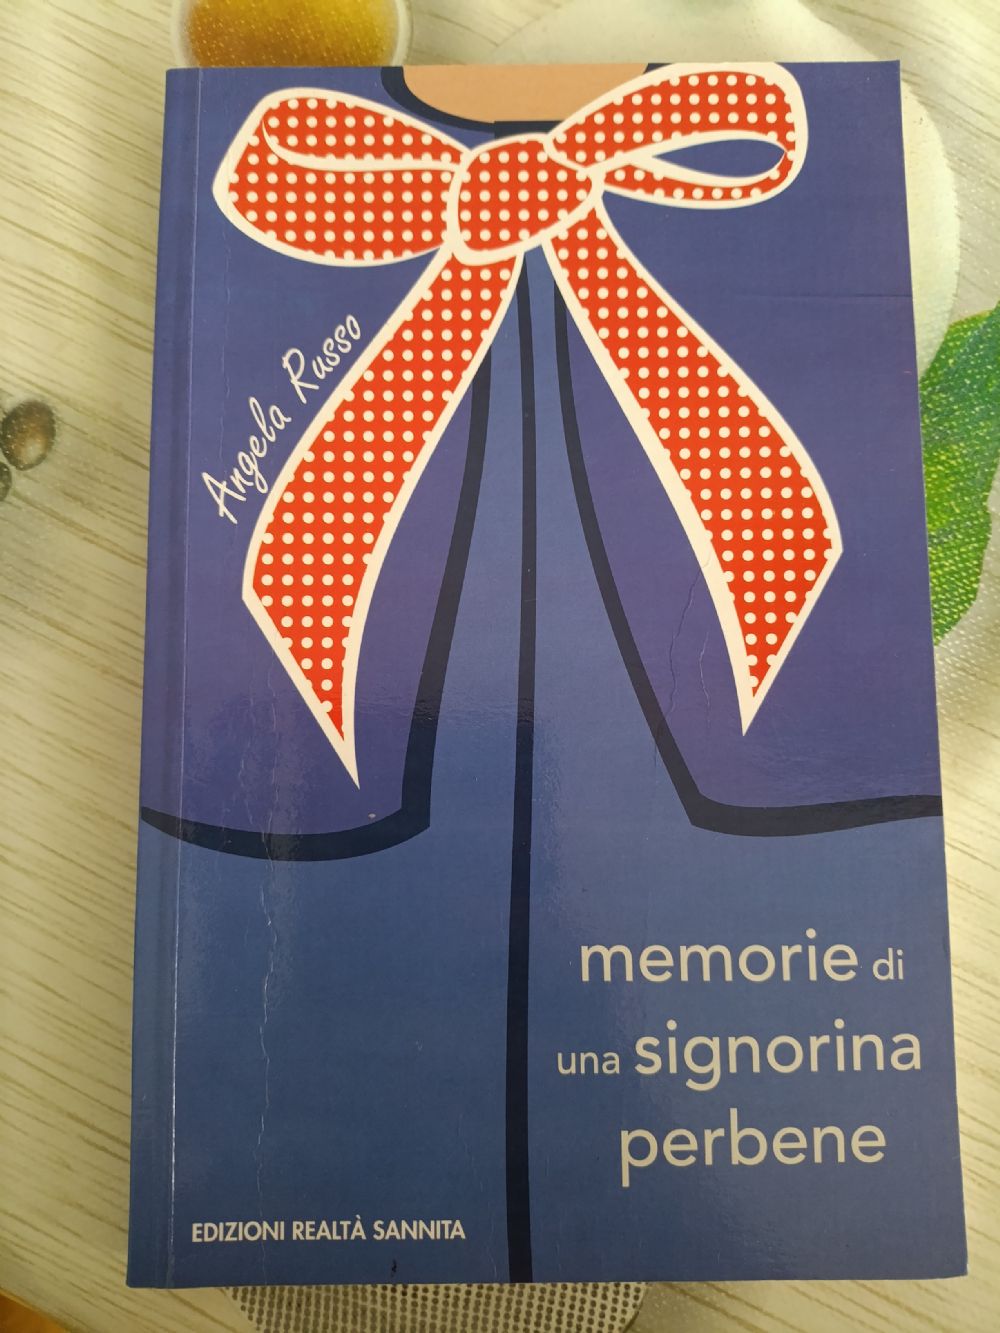 Angela Russo
memorie di
una signorina
perbene
EDIZIONI REALTÀ SANNITA